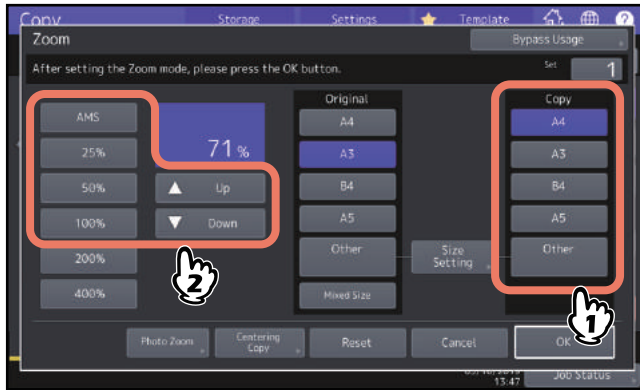 Copy Storage Settings Template
Zoom Bypass Usage
After setting the Zoom mode, please press the OK button. Set 1
Original Copy
AMS A4 A4
25% 71% A3 A3
50% Up B4 B4
100% Down A5 A5
200% Other Size Setting Other
2
400% Mixed Size
1
Photo Zoom Centering Copy Reset Cancel OK
13:47 Job Status